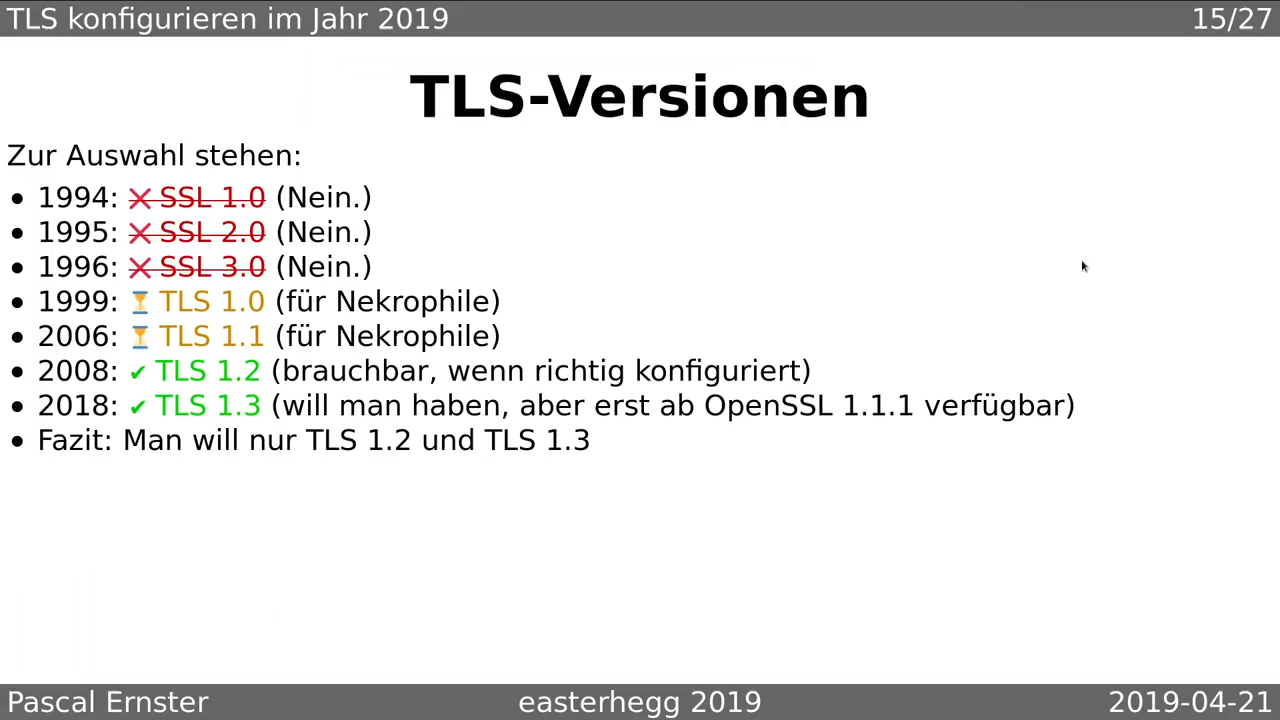 TLS konfigurieren im Jahr 2019 15/27
TLS-Versionen
Zur Auswahl stehen:
• 1994: ❌ SSL 1.0 (Nein.)
• 1995: ❌ SSL 2.0 (Nein.)
• 1996: ❌ SSL 3.0 (Nein.)
• 1999: ⌛ TLS 1.0 (für Nekrophile)
• 2006: ⌛ TLS 1.1 (für Nekrophile)
• 2008: ✔ TLS 1.2 (brauchbar, wenn richtig konfiguriert)
• 2018: ✔ TLS 1.3 (will man haben, aber erst ab OpenSSL 1.1.1 verfügbar)
• Fazit: Man will nur TLS 1.2 und TLS 1.3
Pascal Ernster easterhegg 2019 2019-04-21